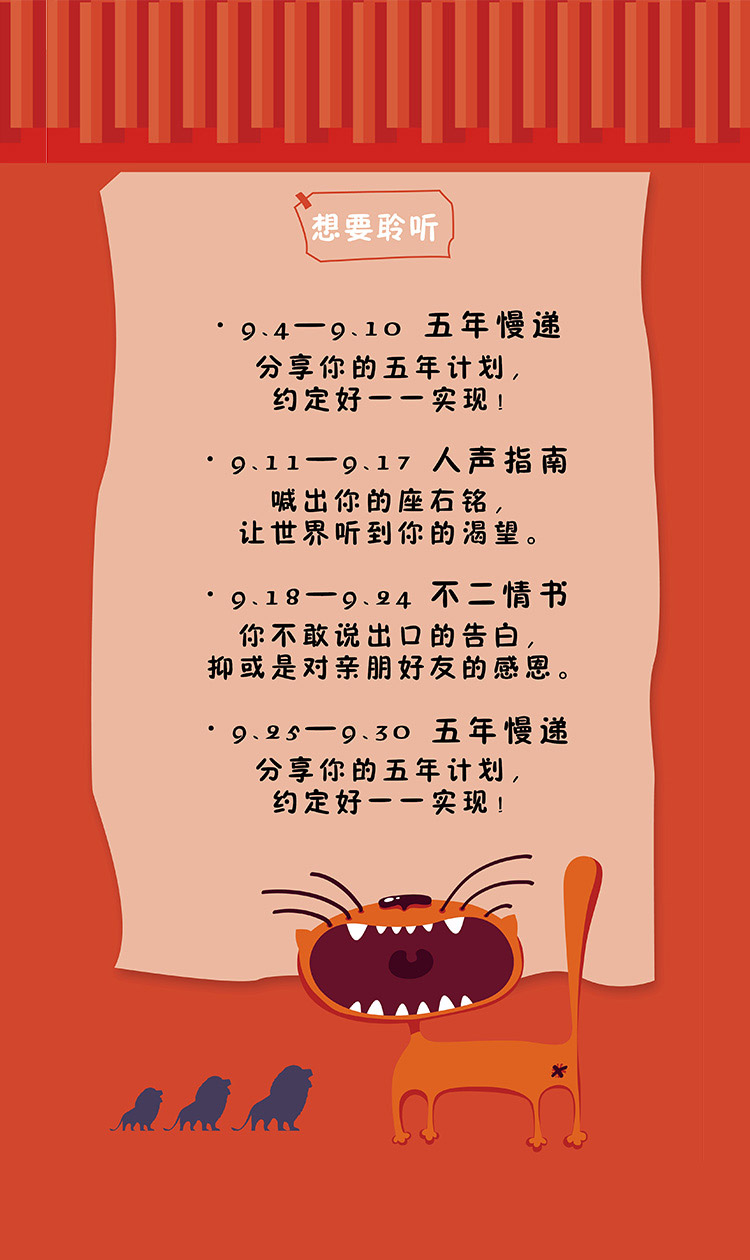 想要聆听
· 9.4—9.10 五年慢递
分享你的五年计划,
约定好一一实现!
· 9.11—9.17 人声指南
喊出你的座右铭,
让世界听到你的渴望。
· 9.18—9.24 不二情书
你不敢说出口的告白,
抑或是对亲朋好友的感恩。
· 9.25—9.30 五年慢递
分享你的五年计划,
约定好一一实现!